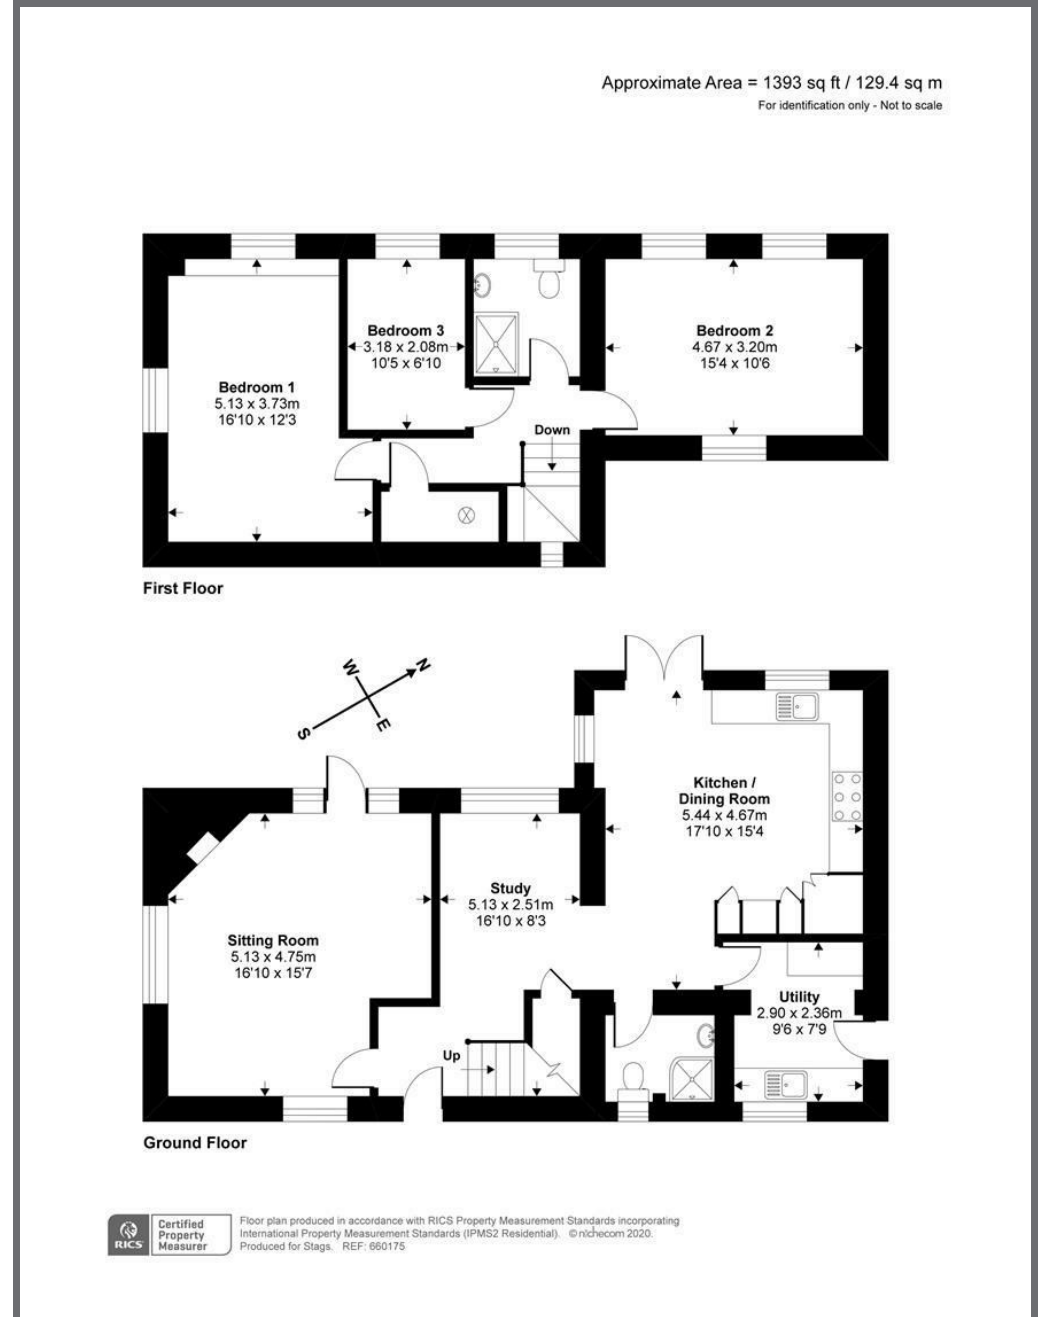 Approximate Area = 1393 sq ft / 129.4 sq m
For identification only - Not to scale
Bedroom 3
3.18 x 2.08m
10'5 x 6'10
Bedroom 2
4.67 x 3.20m
15'4 x 10'6
Bedroom 1
5.13 x 3.73m
16'10 x 12'3
Down
First Floor
W
N
S
E
Kitchen /
Dining Room
5.44 x 4.67m
17'10 x 15'4
Study
5.13 x 2.51m
16'10 x 8'3
Sitting Room
5.13 x 4.75m
16'10 x 15'7
Utility
2.90 x 2.36m
9'6 x 7'9
Up
Ground Floor
RICS
Certified
Property
Measurer
Floor plan produced in accordance with RICS Property Measurement Standards incorporating
International Property Measurement Standards (IPMS2 Residential). © nichecom 2020.
Produced for Stags. REF: 660175